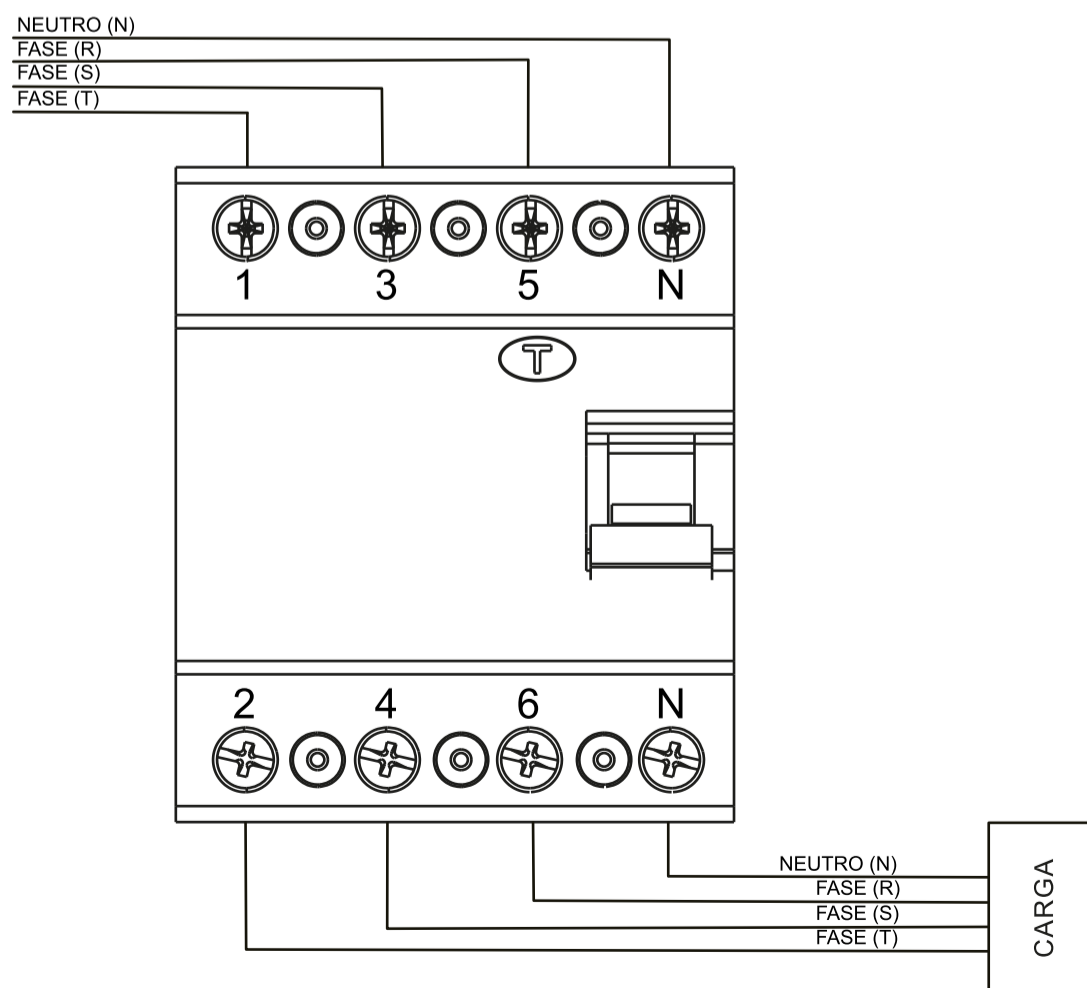 NEUTRO (N)
FASE (R)
FASE (S)
FASE (T)
1 3 5 N
T
2 4 6 N
NEUTRO (N)
FASE (R)
FASE (S)
FASE (T)
CARGA